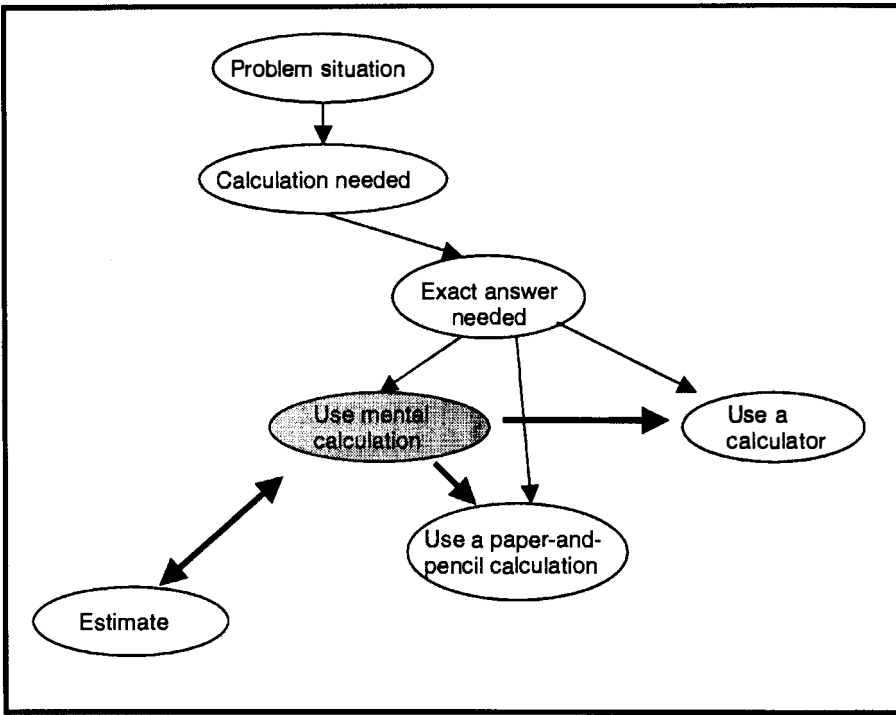 Problem situation
Calculation needed
Exact answer
needed
Use mental
calculation
Use a
calculator
Use a paper-and-
pencil calculation
Estimate